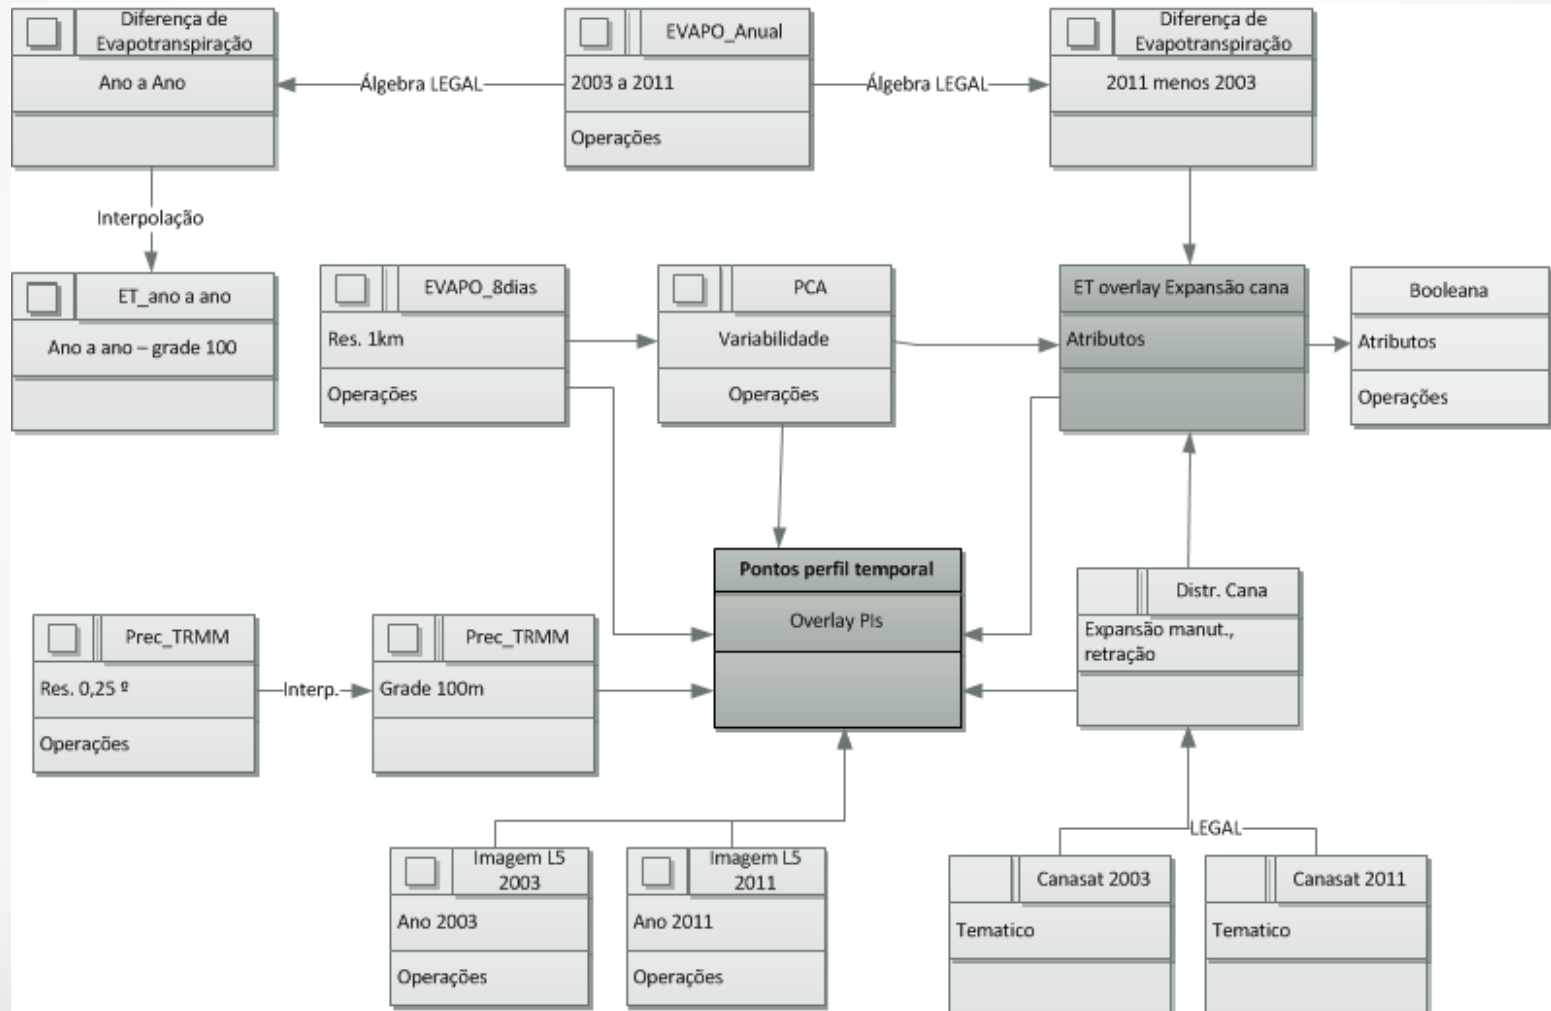 Diferença de
Evapotranspiração
Ano a Ano
Álgebra LEGAL
EVAPO_Anual
2003 a 2011
Operações
Álgebra LEGAL
Diferença de
Evapotranspiração
2011 menos 2003
Interpolação
ET_ano a ano
Ano a ano – grade 100
EVAPO_8dias
Res. 1km
Operações
PCA
Variabilidade
Operações
ET overlay Expansão cana
Atributos
Booleana
Atributos
Operações
Pontos perfil temporal
Overlay PIs
Distr. Cana
Expansão manut.,
retração
Prec_TRMM
Res. 0,25 º
Operações
Interp.
Prec_TRMM
Grade 100m
LEGAL
Imagem L5
2003
Ano 2003
Operações
Imagem L5
2011
Ano 2011
Operações
Canasat 2003
Tematico
Canasat 2011
Tematico